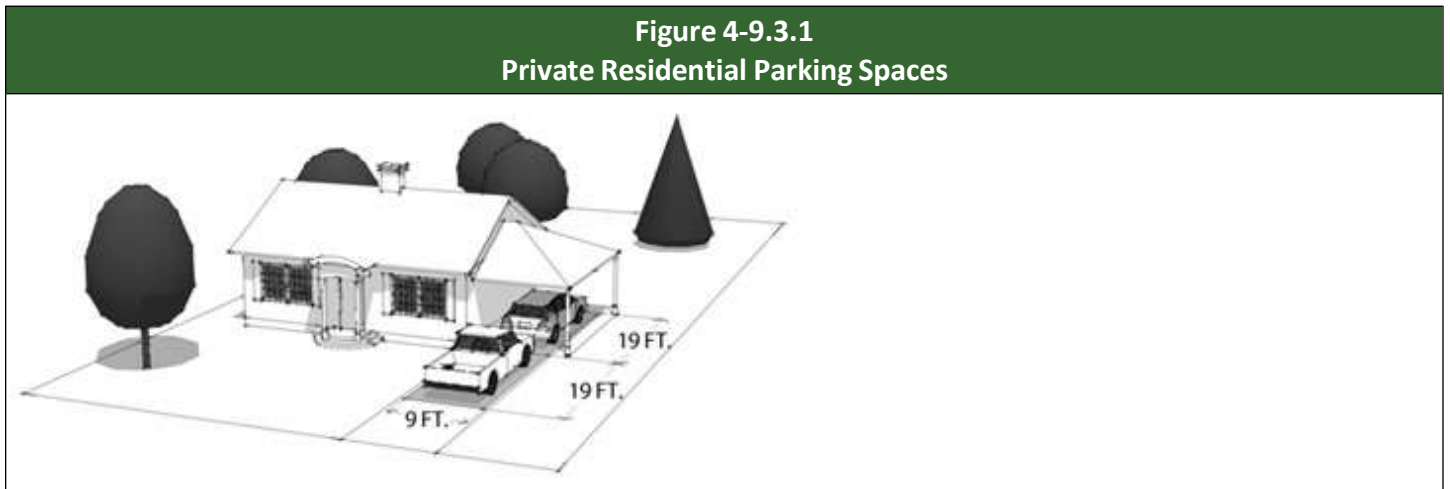 Figure 4-9.3.1
Private Residential Parking Spaces
19 FT.
19 FT.
9 FT.